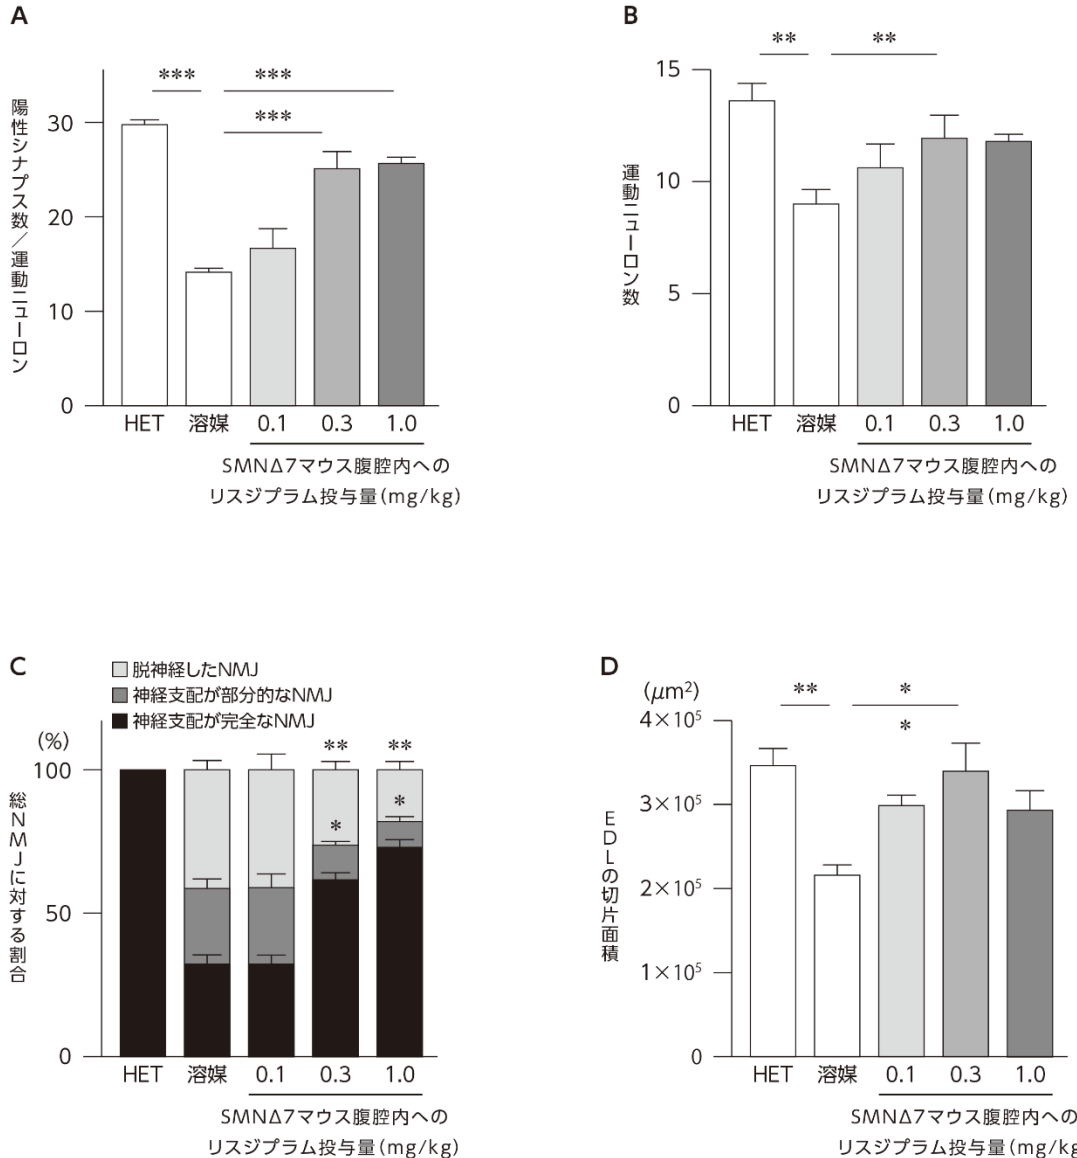 A
陽性シナプス数／運動ニューロン
***
***
***
30
20
10
0
HET 溶媒 0.1 0.3 1.0
SMNΔ7マウス腹腔内への
リスジプラム投与量(mg/kg)
B
運動ニューロン数
** **
15
10
5
0
HET 溶媒 0.1 0.3 1.0
SMNΔ7マウス腹腔内への
リスジプラム投与量(mg/kg)
C
脱神経したNMJ
神経支配が部分的なNMJ
神経支配が完全なNMJ
(%)
総NMJに対する割合
** **
* *
100
50
0
HET 溶媒 0.1 0.3 1.0
SMNΔ7マウス腹腔内への
リスジプラム投与量(mg/kg)
D
(μm²)
EDLの切片面積
** *
*
4×10⁵
3×10⁵
2×10⁵
1×10⁵
0
HET 溶媒 0.1 0.3 1.0
SMNΔ7マウス腹腔内への
リスジプラム投与量(mg/kg